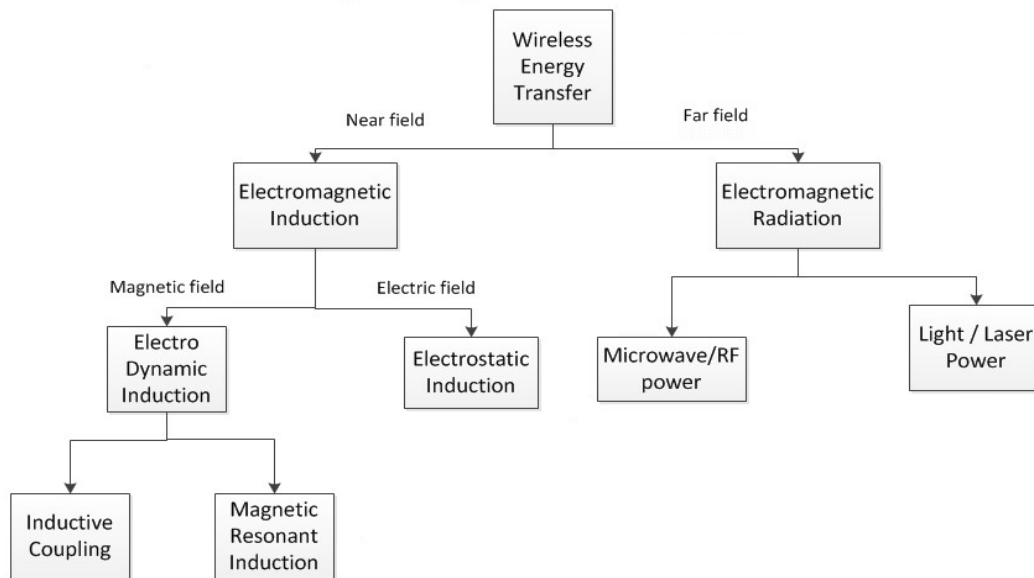 Wireless
Energy
Transfer
Near field
Far field
Electromagnetic
Induction
Electromagnetic
Radiation
Magnetic field
Electric field
Electro
Dynamic
Induction
Electrostatic
Induction
Microwave/RF
power
Light / Laser
Power
Inductive
Coupling
Magnetic
Resonant
Induction